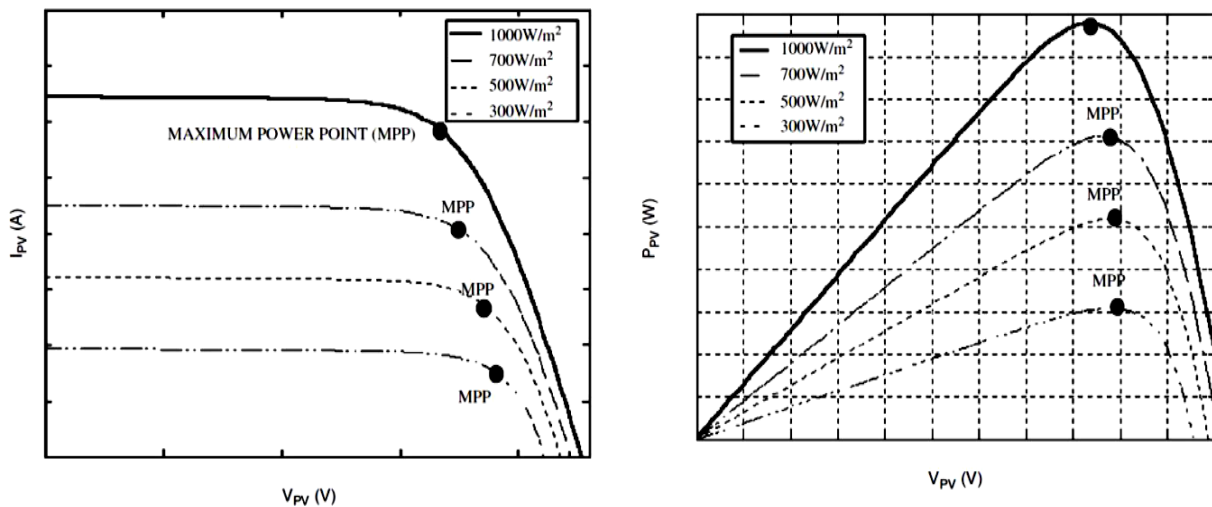 1000W/m²
700W/m²
500W/m²
300W/m²
MAXIMUM POWER POINT (MPP)
MPP
MPP
MPP
I_PV (A)
V_PV (V)
1000W/m²
700W/m²
500W/m²
300W/m²
MPP
MPP
MPP
P_PV (W)
V_PV (V)